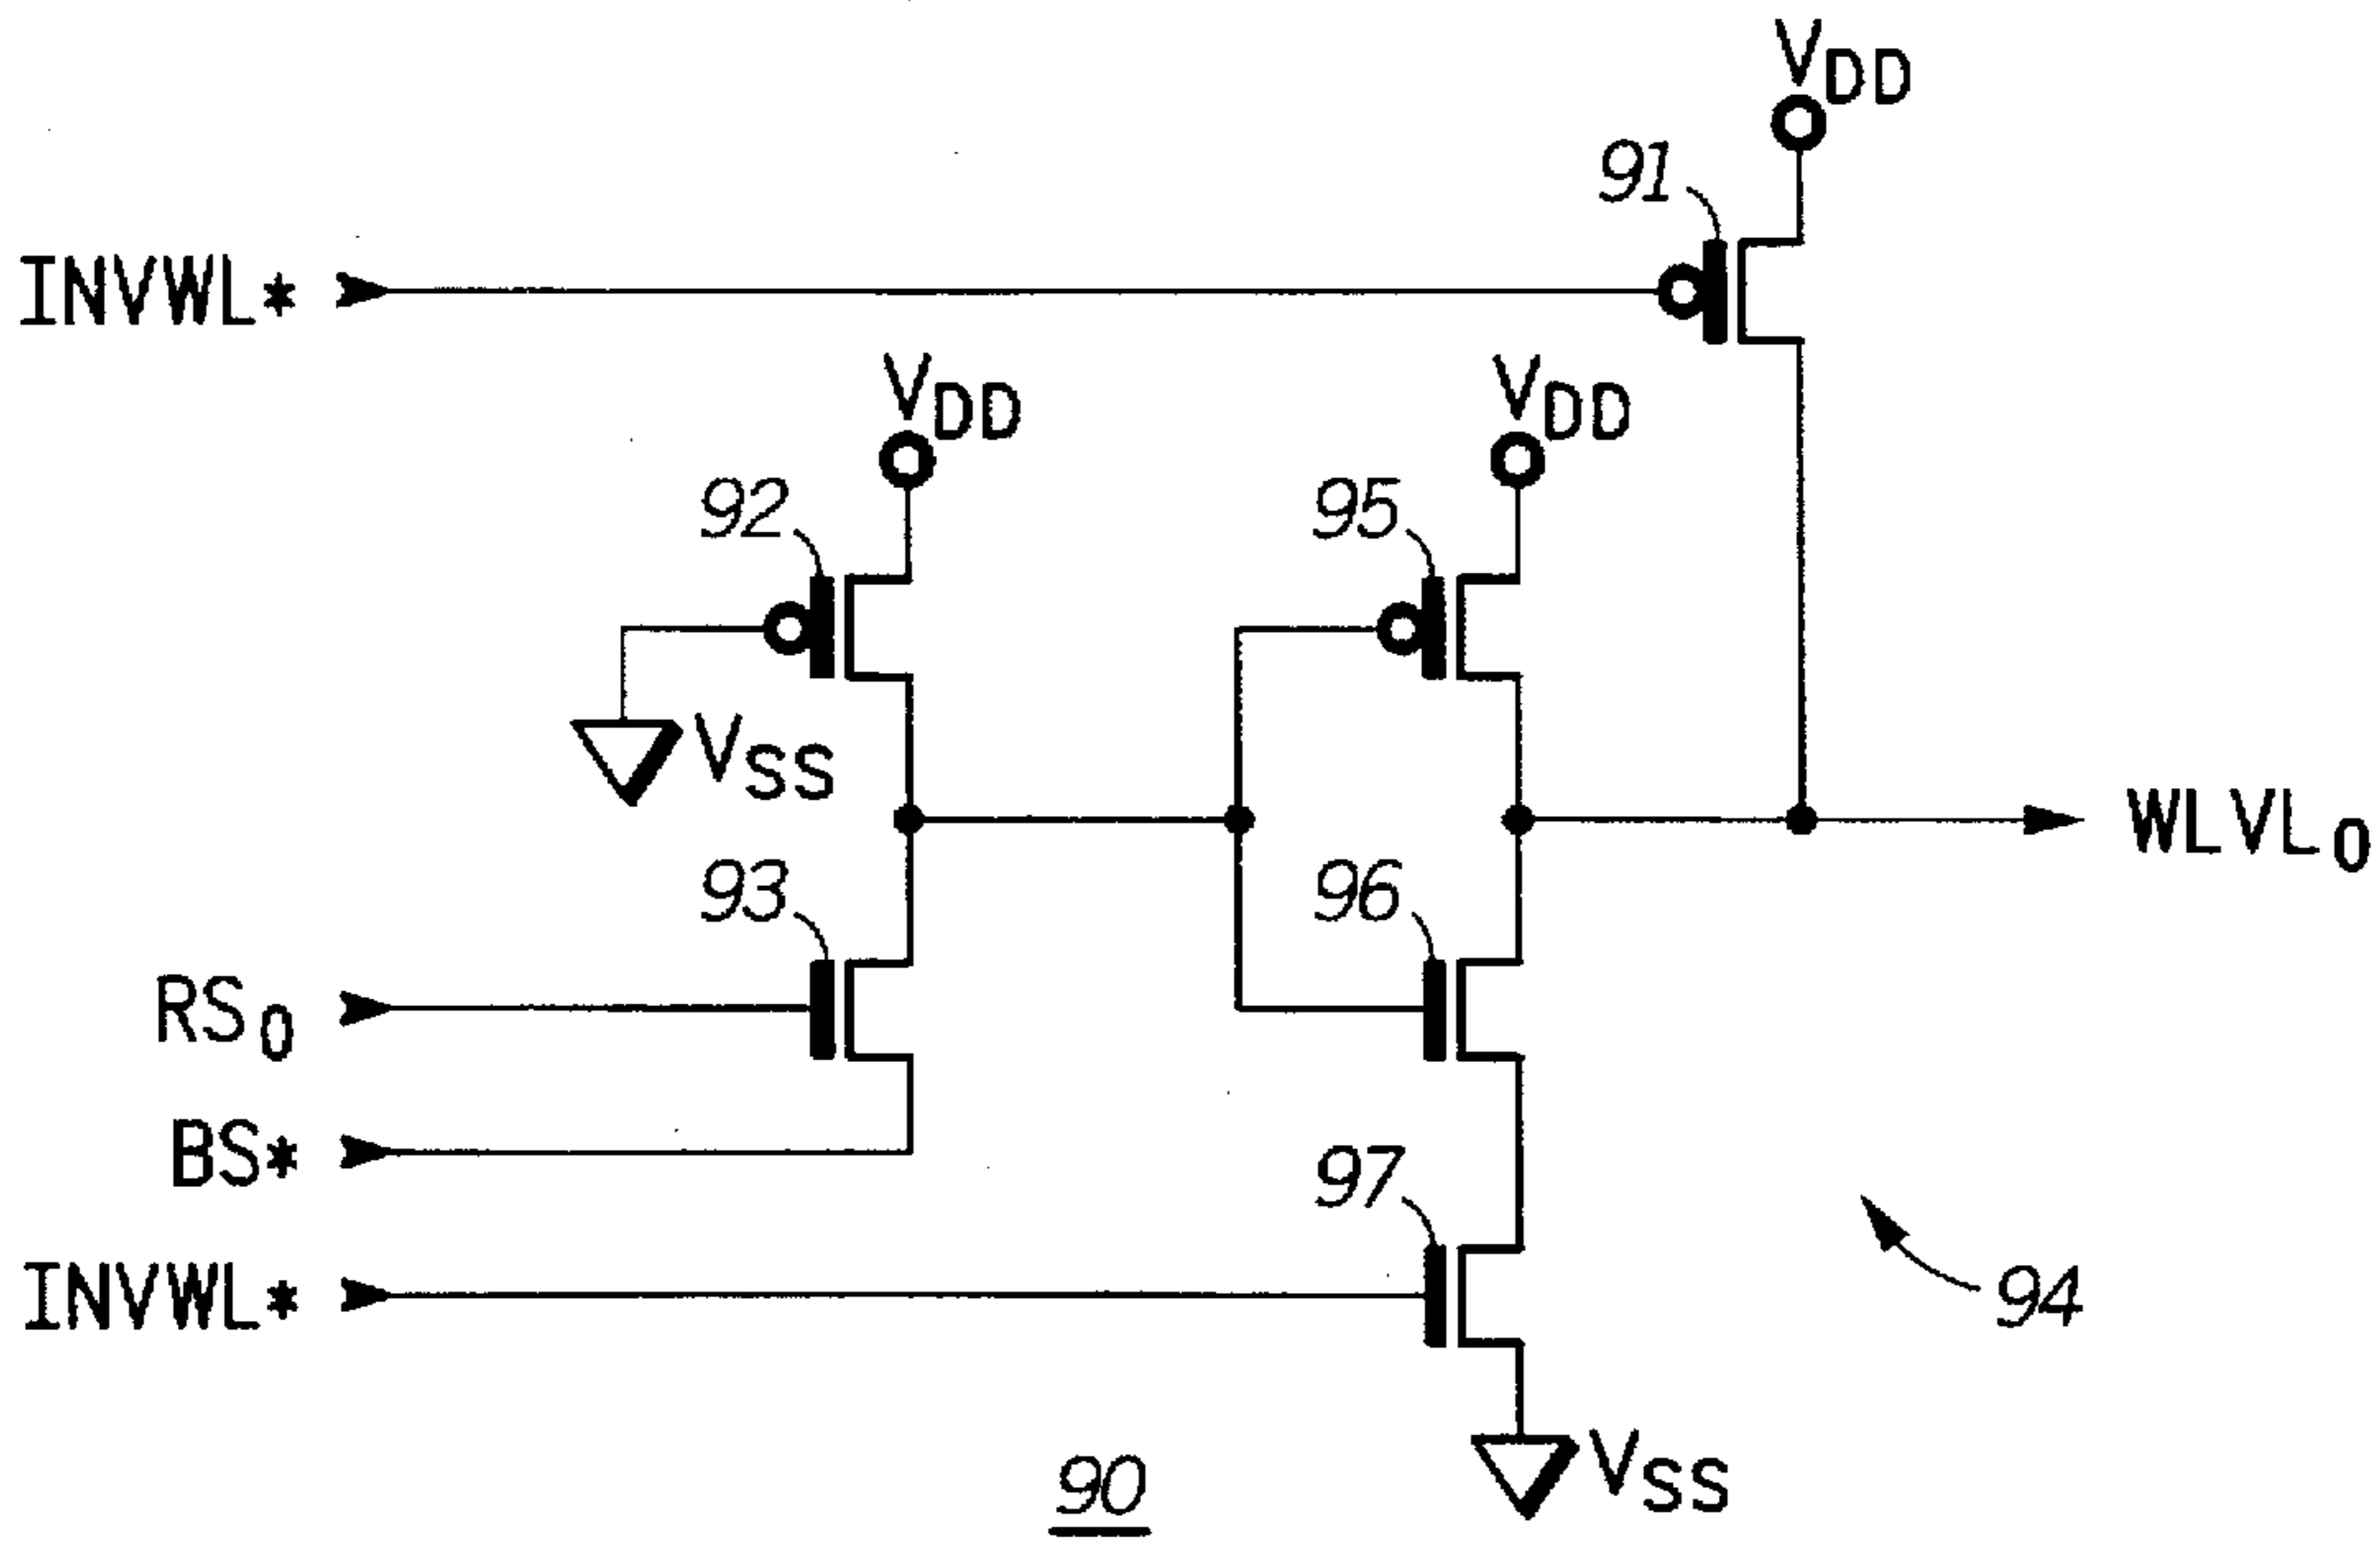 VDD
91
INVWL*
VDD
VDD
92
95
VSS
WLVL0
93
96
RS0
BS*
97
INVWL*
94
VSS
90